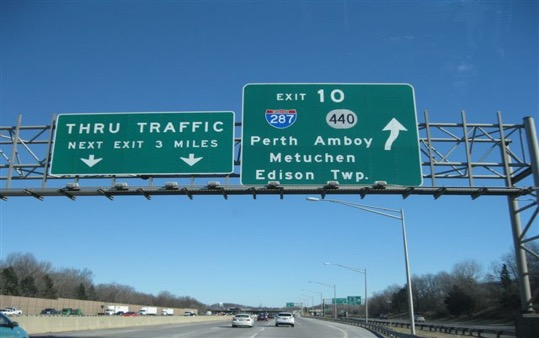 THRU TRAFFIC
NEXT EXIT 3 MILES
EXIT 10
287 440
Perth Amboy
Metuchen
Edison Twp.